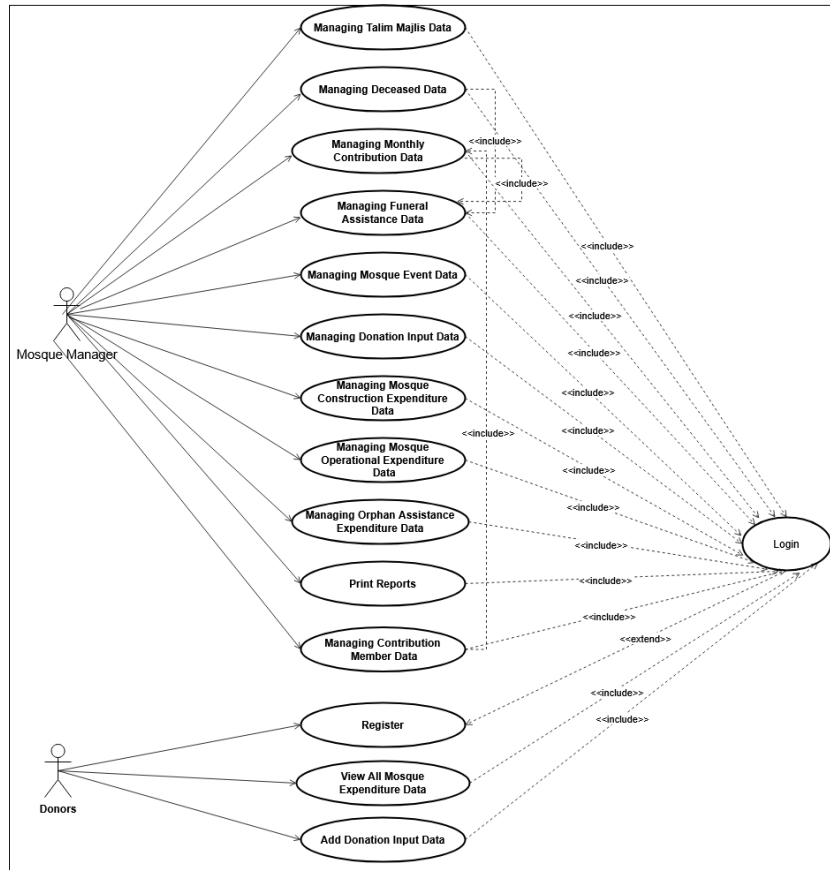 Managing Talim Majlis Data
Managing Deceased Data
<<include>>
Managing Monthly
Contribution Data
<<include>>
Managing Funeral
Assistance Data
<<include>>
Managing Mosque Event Data
<<include>>
Mosque Manager
<<include>>
Managing Donation Input Data
<<include>>
Managing Mosque
Construction Expenditure
Data
<<include>>
<<include>>
<<include>>
Managing Mosque
Operational Expenditure
Data
<<include>>
Managing Orphan Assistance
Expenditure Data
<<include>>
<<include>>
Login
Print Reports
<<include>>
Managing Contribution
Member Data
<<include>>
<<extend>>
Register
<<include>>
<<include>>
Donors
View All Mosque
Expenditure Data
Add Donation Input Data